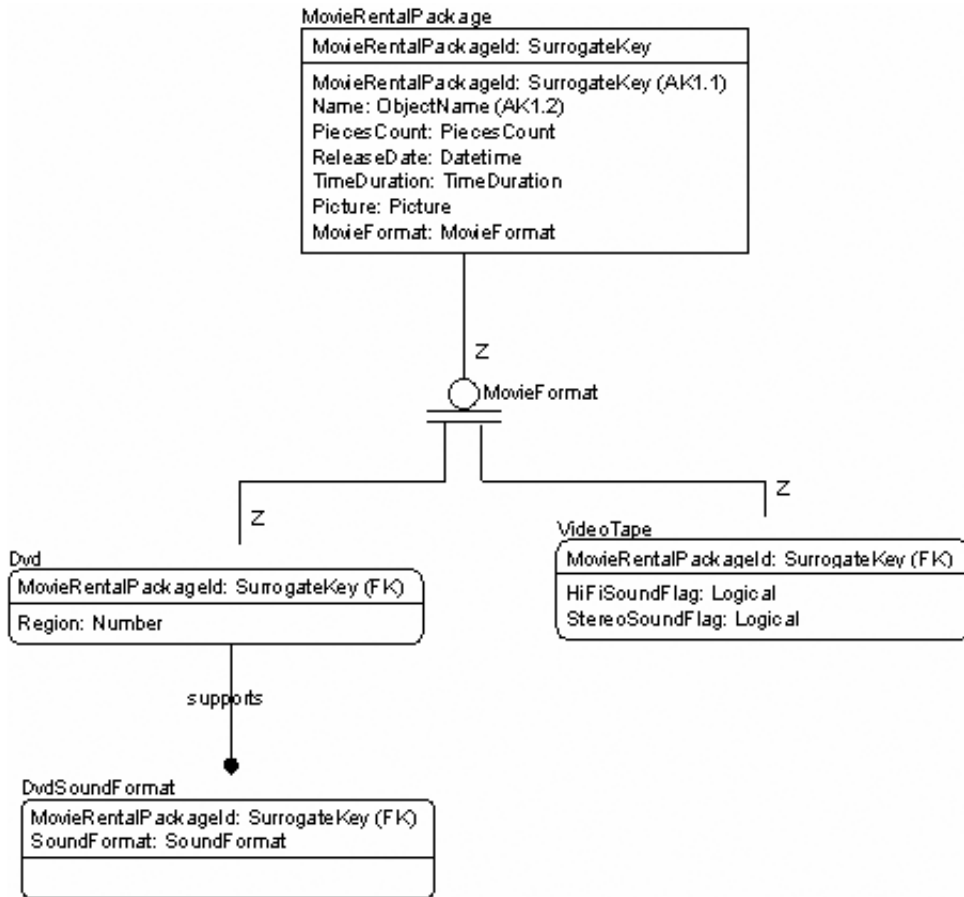 MovieRentalPackage
MovieRentalPackageId: SurrogateKey
MovieRentalPackageId: SurrogateKey (AK1.1)
Name: ObjectName (AK1.2)
PiecesCount: PiecesCount
ReleaseDate: Datetime
TimeDuration: TimeDuration
Picture: Picture
MovieFormat: MovieFormat
Z
MovieFormat
Z
Z
Dvd
MovieRentalPackageId: SurrogateKey (FK)
Region: Number
VideoTape
MovieRentalPackageId: SurrogateKey (FK)
HiFiSoundFlag: Logical
StereoSoundFlag: Logical
supports
DvdSoundFormat
MovieRentalPackageId: SurrogateKey (FK)
SoundFormat: SoundFormat